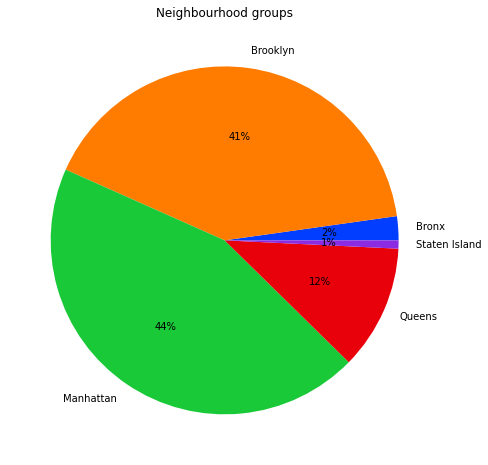 Neighbourhood groups
Brooklyn
41%
Bronx
2%
1%
Staten Island
12%
Queens
44%
Manhattan